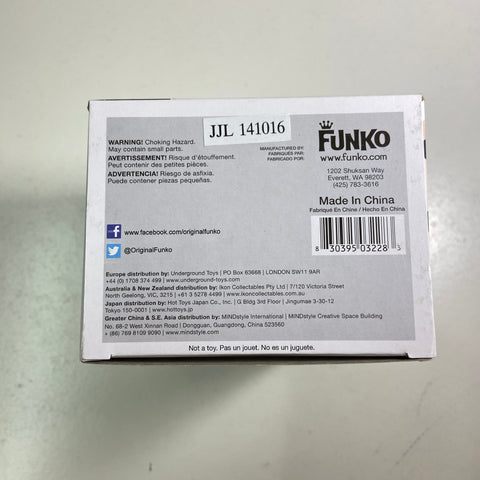 JJL 141016
WARNING! Choking Hazard.
May contain small parts.
AVERTISSEMENT! Risque d'étouffement.
Peut contenir des petites pièces.
ADVERTENCIA! Riesgo de asfixia.
Puede contener piezas pequeñas.
MANUFACTURED BY:
FABRIQUÉS PAR:
FABRICADO POR:
FUNKO
www.funko.com
1202 Shuksan Way
Everett, WA 98203
(425) 783-3616
Made In China
Fabriqué En Chine / Hecho En China
8 30395 03228 3
www.facebook.com/originalfunko
@OriginalFunko
Europe distribution by: Underground Toys | PO Box 63668 | LONDON SW11 9AR
+44 (0) 1708 374 499 | www.underground-toys.com
Australia & New Zealand distribution by: Ikon Collectables Pty Ltd | 7/120 Victoria Street
North Geelong, VIC, 3215 | +61 3 5278 4499 | www.ikoncollectables.com.au
Japan distribution by: Hot Toys Japan Co., Inc. | G Bldg 3rd Floor | Jingumae 3-30-12
Tokyo 150-0001 | www.hottoys.jp
Greater China & S.E. Asia distribution by: MINDstyle International | MINDstyle Creative Space Building
No. 68-2 West Xinnan Road | Dongguan, Guangdong, China 523560
+ (86) 769 8109 9090 | www.mindstyle.com
Not a toy. Pas un jouet. No es un juguete.